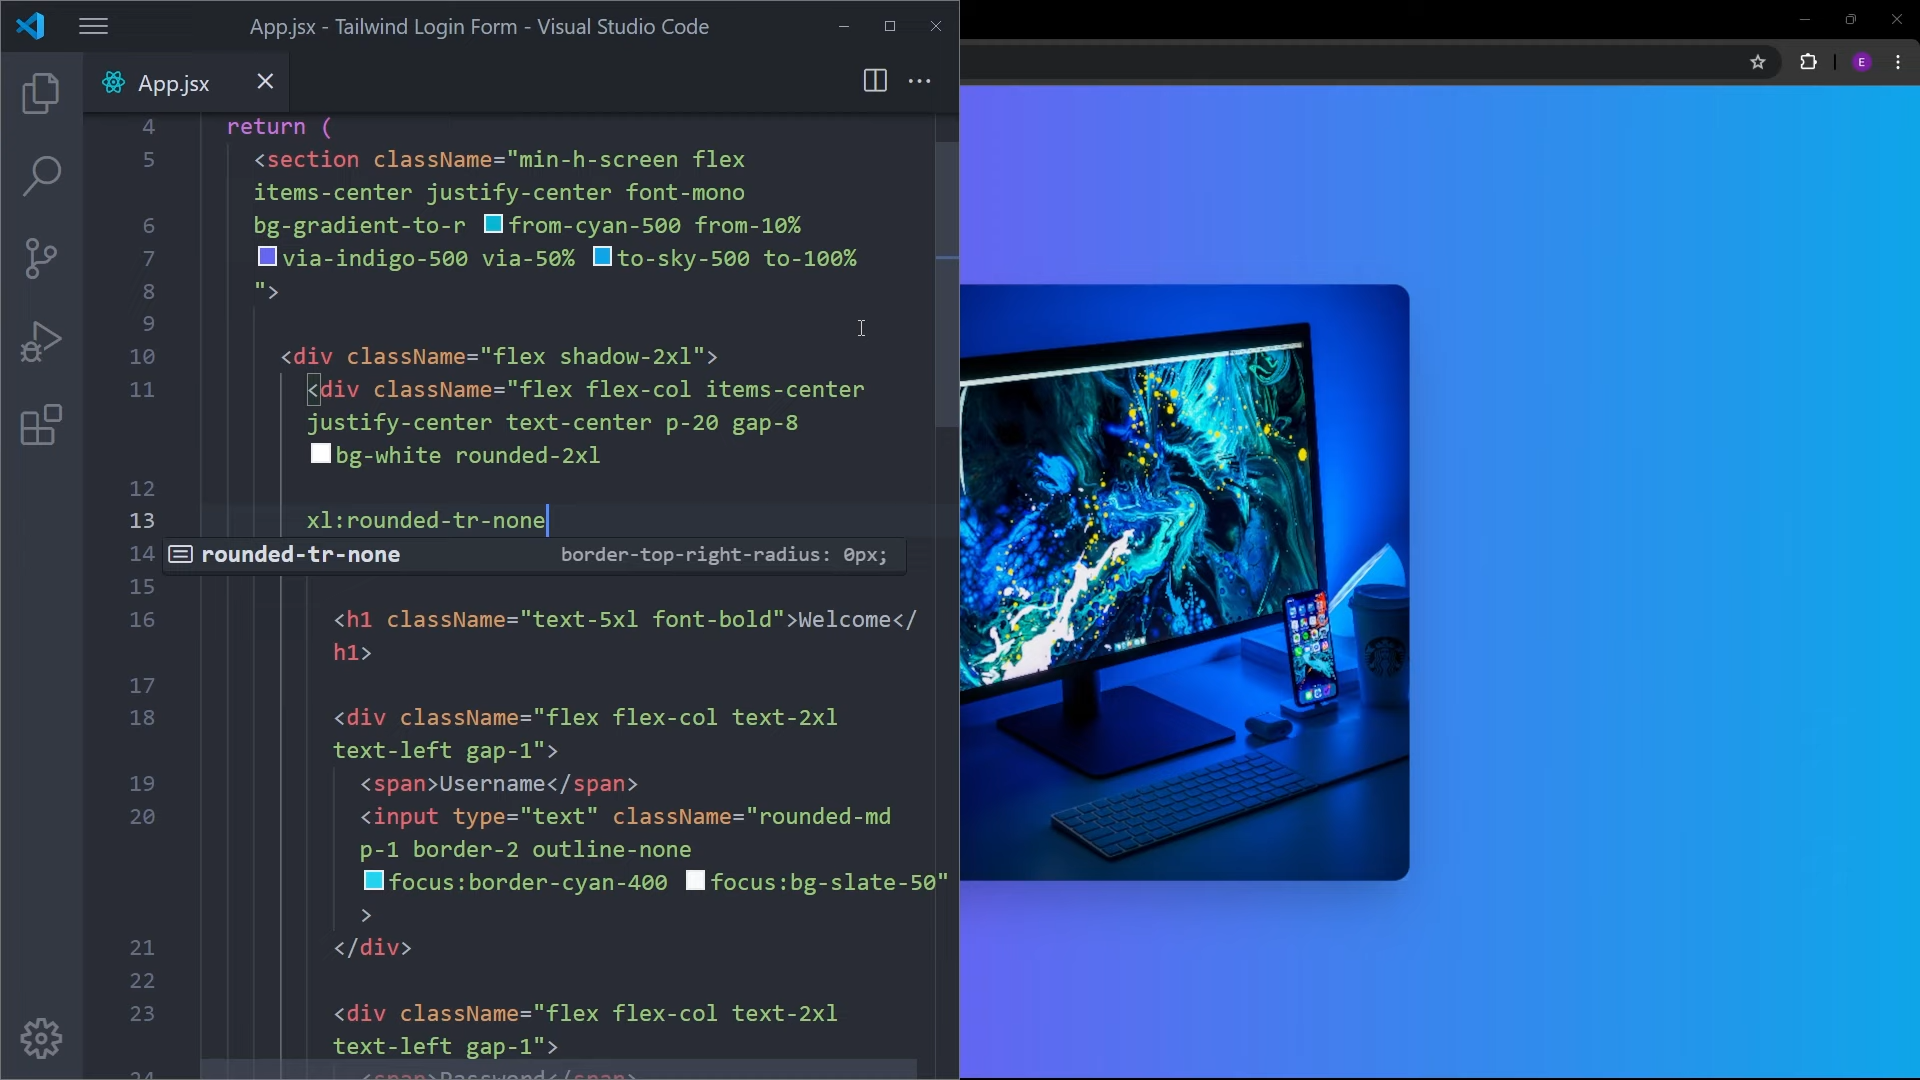 App.jsx - Tailwind Login Form - Visual Studio Code
App.jsx
E
4 return (
5 <section className="min-h-screen flex
items-center justify-center font-mono
6 bg-gradient-to-r from-cyan-500 from-10%
7 via-indigo-500 via-50% to-sky-500 to-100%
8 ">
9
10 <div className="flex shadow-2xl">
11 <div className="flex flex-col items-center
justify-center text-center p-20 gap-8
bg-white rounded-2xl
12
13 xl:rounded-tr-none
14 rounded-tr-none border-top-right-radius: 0px;
15
16 <h1 className="text-5xl font-bold">Welcome</
h1>
17
18 <div className="flex flex-col text-2xl
text-left gap-1">
19 <span>Username</span>
20 <input type="text" className="rounded-md
p-1 border-2 outline-none
focus:border-cyan-400 focus:bg-slate-50"
>
21 </div>
22
23 <div className="flex flex-col text-2xl
text-left gap-1">
24 <span>Password</span>